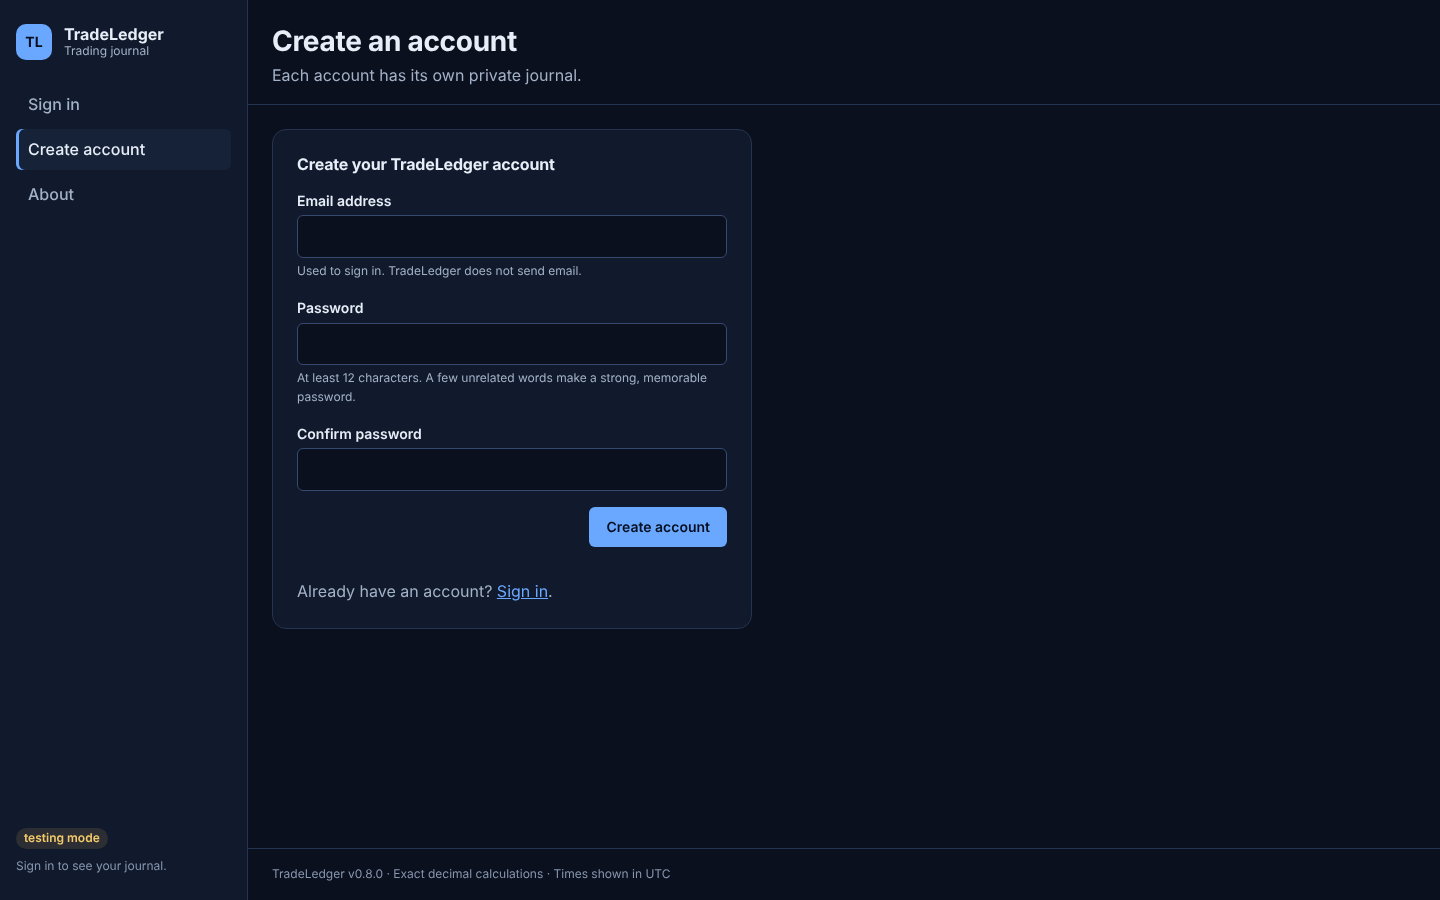 TL
TradeLedger
Trading journal
Sign in
Create account
About
testing mode
Sign in to see your journal.
Create an account
Each account has its own private journal.
Create your TradeLedger account
Email address
Used to sign in. TradeLedger does not send email.
Password
At least 12 characters. A few unrelated words make a strong, memorable
password.
Confirm password
Create account
Already have an account? Sign in.
TradeLedger v0.8.0 · Exact decimal calculations · Times shown in UTC